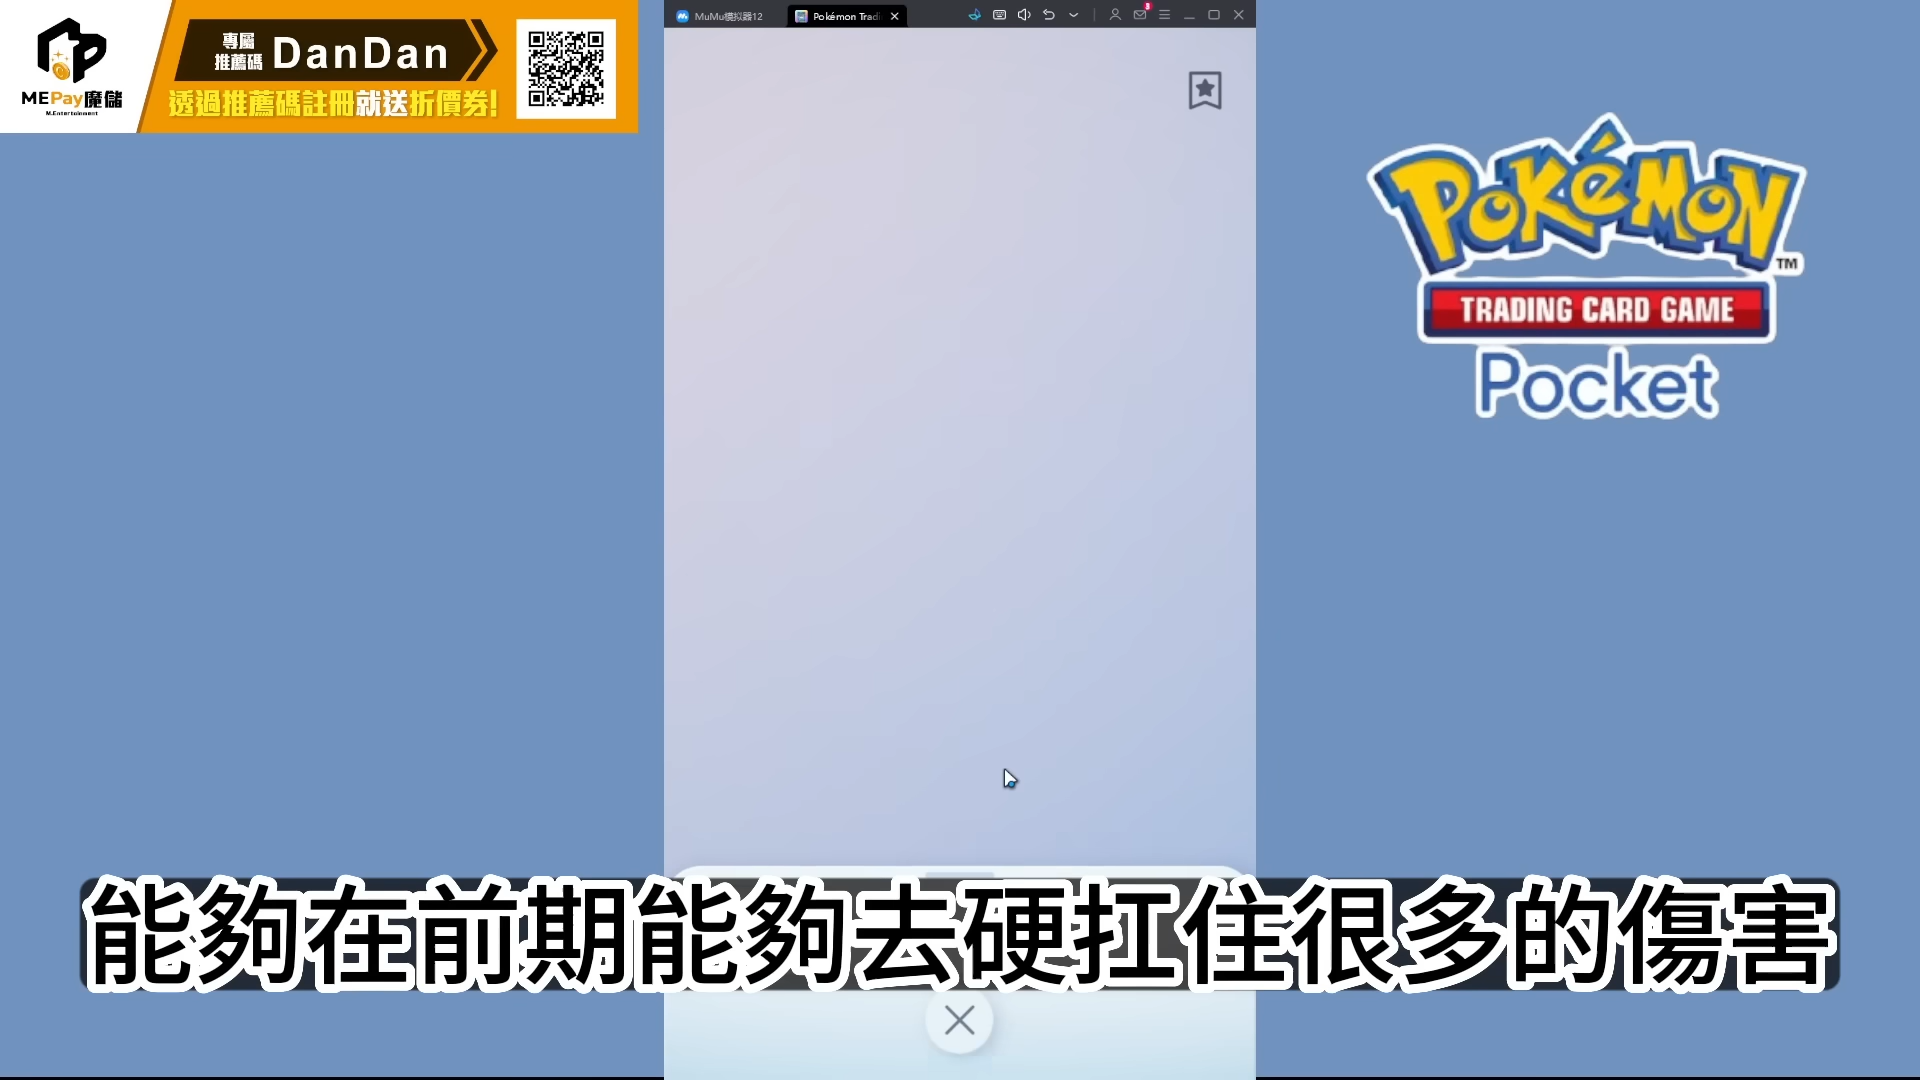 MEPay魔儲
M.Entertainment
專屬
推薦碼
DanDan
透過推薦碼註冊就送折價券!
MuMu模拟器12
Pokémon Tradi
8
POKÉMON
TM
TRADING CARD GAME
Pocket
能夠在前期能夠去硬扛住很多的傷害